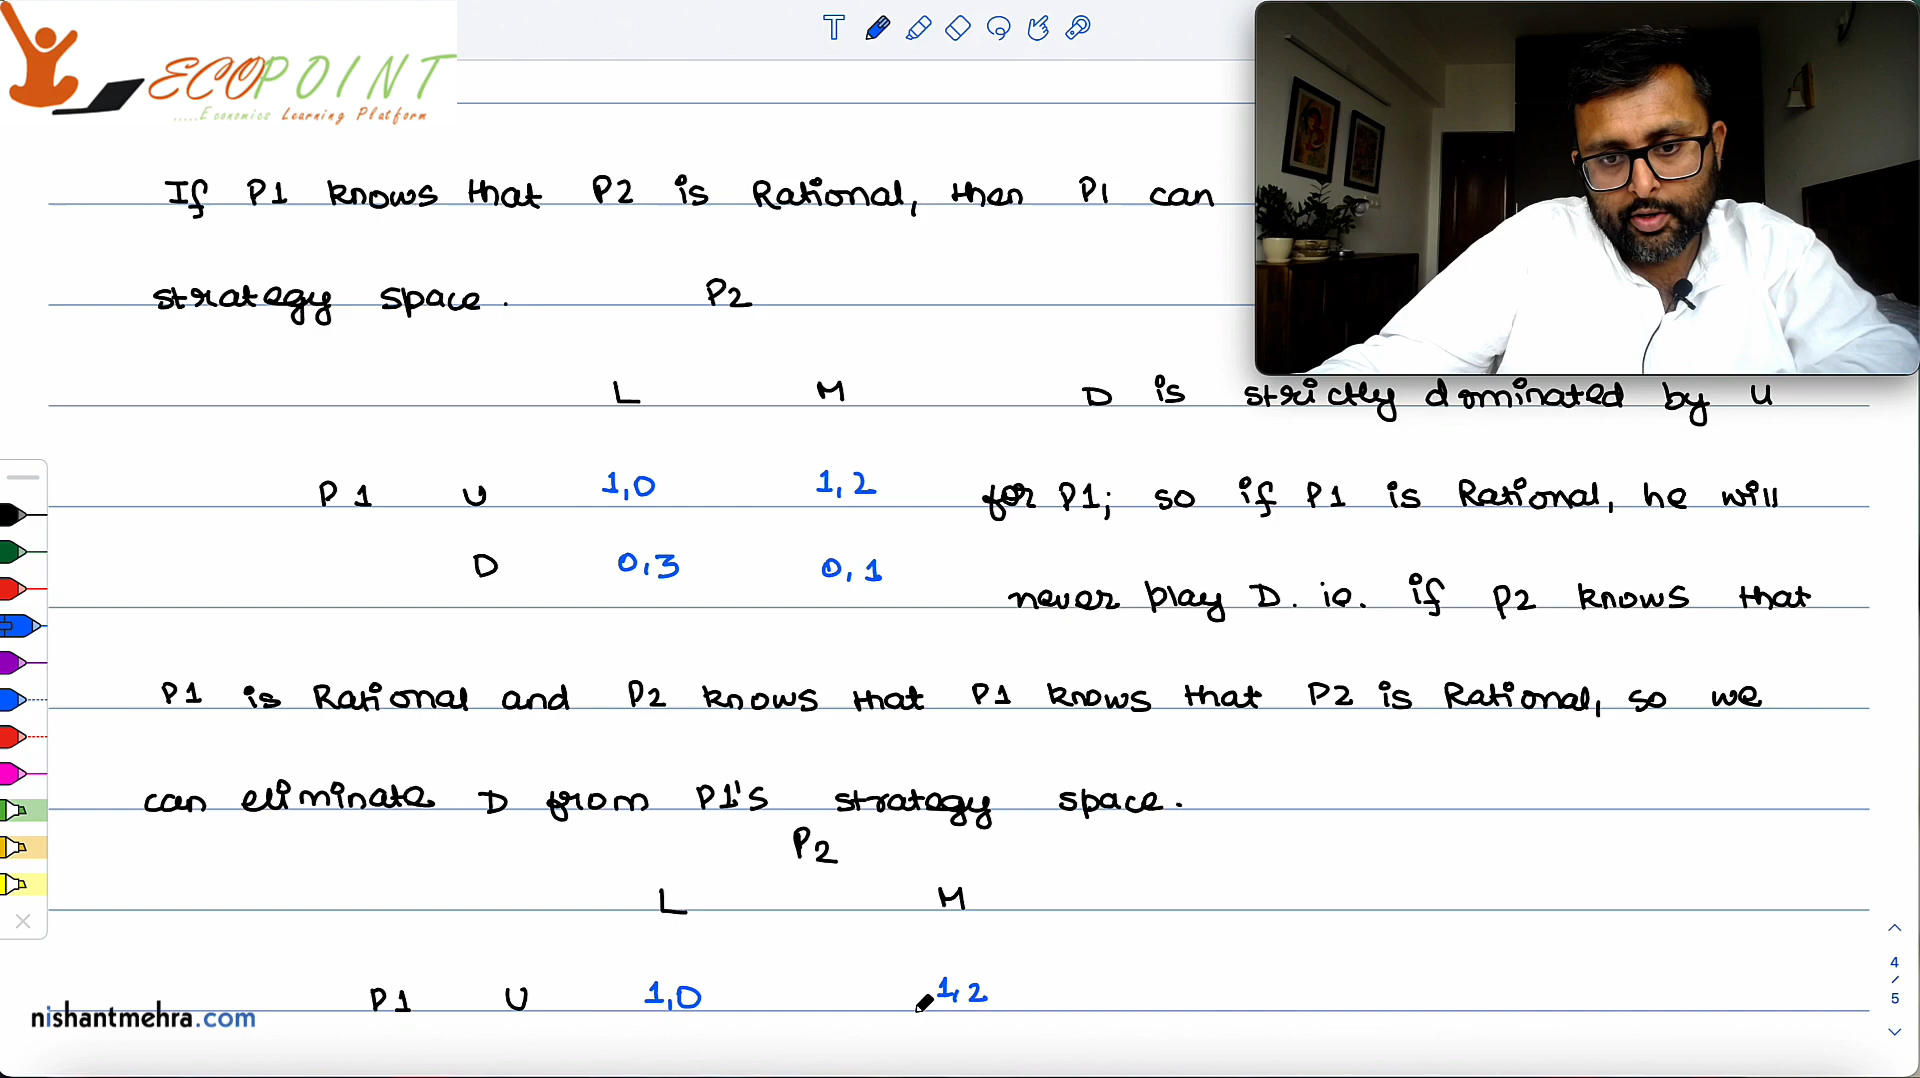 ECOPOINT
.....Economics Learning Platform
If P1 knows that P2 is Rational, then P1 can
strategy space.
P2
L M
D is strictly dominated by U
P1 U 1,0 1,2
for P1; so if P1 is Rational, he will
D 0,3 0,1
never play D. ie. if P2 knows that
P1 is Rational and P2 knows that P1 knows that P2 is Rational, so we
can eliminate D from P1's strategy space.
P2
L M
P1 U 1,0 1,2
nishantmehra.com
4
/
5